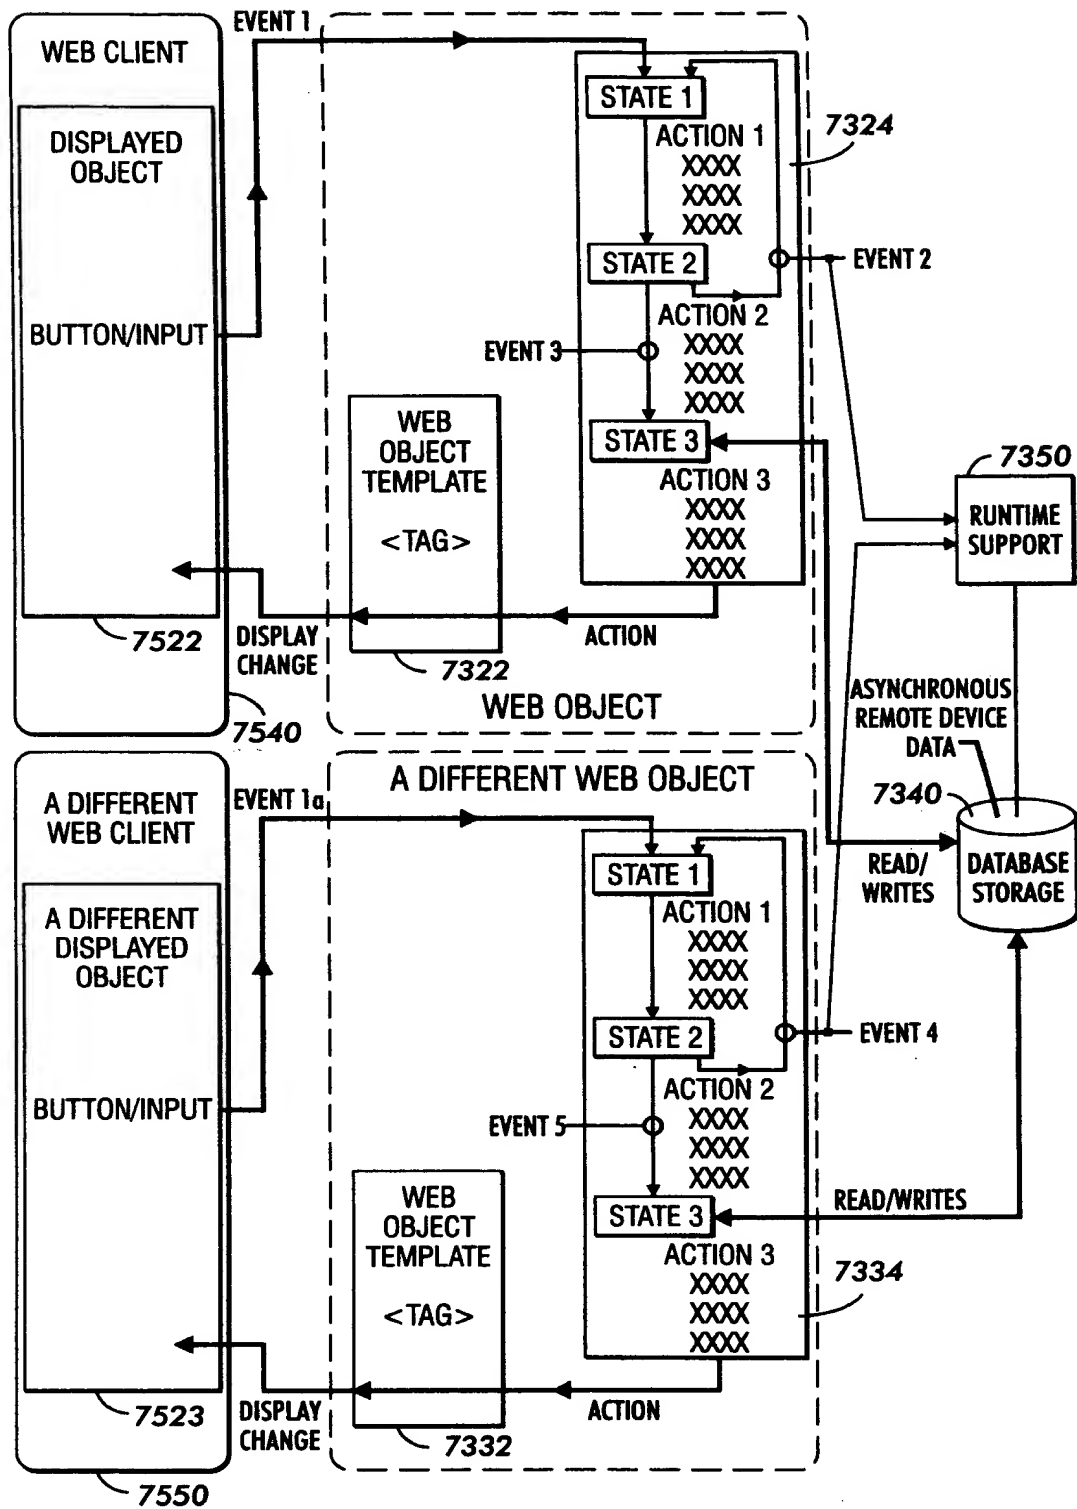 WEB CLIENT
DISPLAYED
OBJECT
BUTTON/INPUT
7522
7540
EVENT 1
STATE 1
ACTION 1
XXXX
XXXX
XXXX
7324
STATE 2
EVENT 2
ACTION 2
XXXX
XXXX
XXXX
EVENT 3
STATE 3
ACTION 3
XXXX
XXXX
XXXX
WEB
OBJECT
TEMPLATE
<TAG>
DISPLAY
CHANGE
7322
ACTION
WEB OBJECT
7350
RUNTIME
SUPPORT
ASYNCHRONOUS
REMOTE DEVICE
DATA
7340
DATABASE
STORAGE
READ/
WRITES
A DIFFERENT
WEB CLIENT
A DIFFERENT
DISPLAYED
OBJECT
BUTTON/INPUT
7523
7550
EVENT 1a
A DIFFERENT WEB OBJECT
STATE 1
ACTION 1
XXXX
XXXX
XXXX
STATE 2
EVENT 4
ACTION 2
XXXX
XXXX
XXXX
EVENT 5
STATE 3
READ/WRITES
ACTION 3
XXXX
XXXX
XXXX
7334
WEB
OBJECT
TEMPLATE
<TAG>
DISPLAY
CHANGE
7332
ACTION